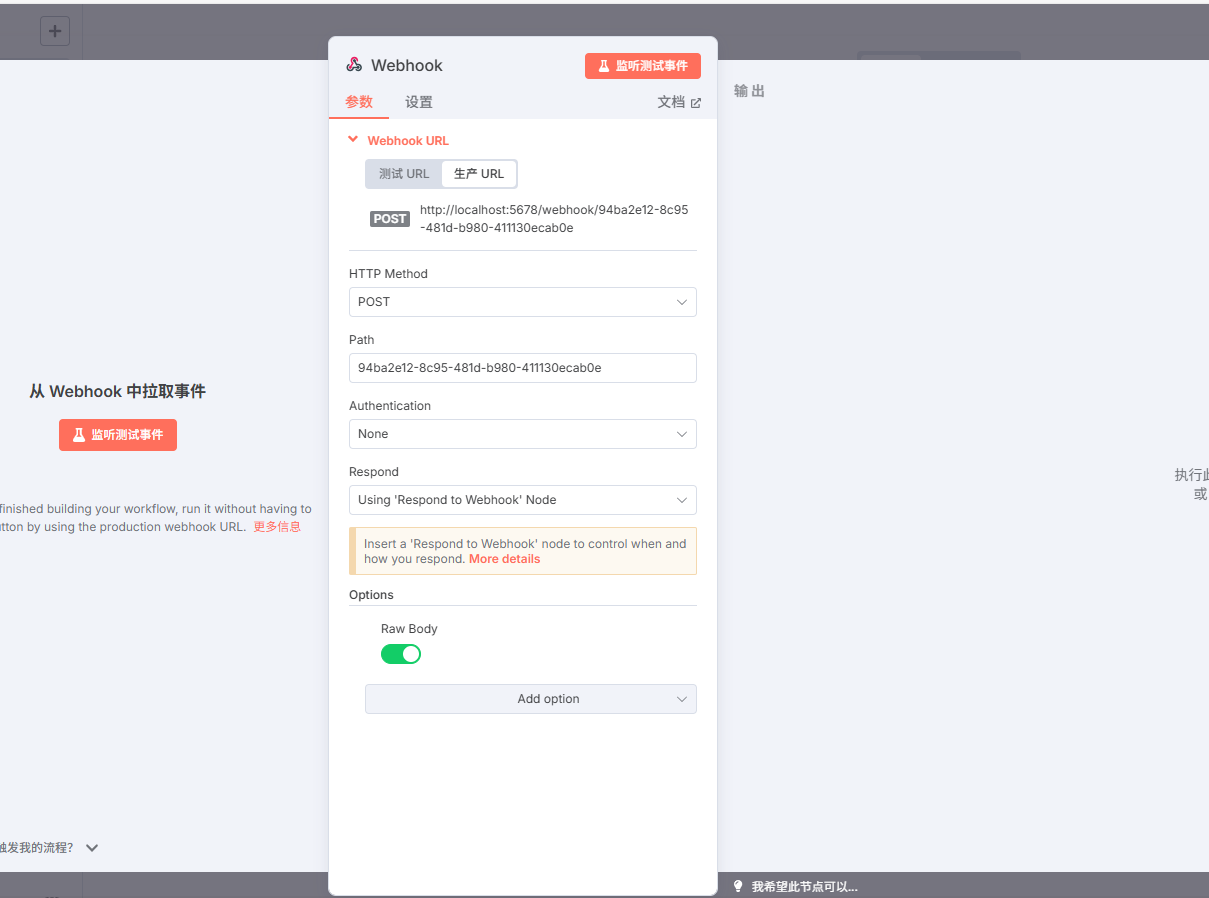 Webhook
监听测试事件
参数
设置
文档
输出
Webhook URL
测试 URL
生产 URL
POST
http://localhost:5678/webhook/94ba2e12-8c95
-481d-b980-411130ecab0e
HTTP Method
POST
Path
94ba2e12-8c95-481d-b980-411130ecab0e
Authentication
None
Respond
Using 'Respond to Webhook' Node
Insert a 'Respond to Webhook' node to control when and
how you respond. More details
Options
Raw Body
Add option
从 Webhook 中拉取事件
监听测试事件
finished building your workflow, run it without having to
by using the production webhook URL. 更多信息
触发我的流程?
执行此
或
我希望此节点可以...